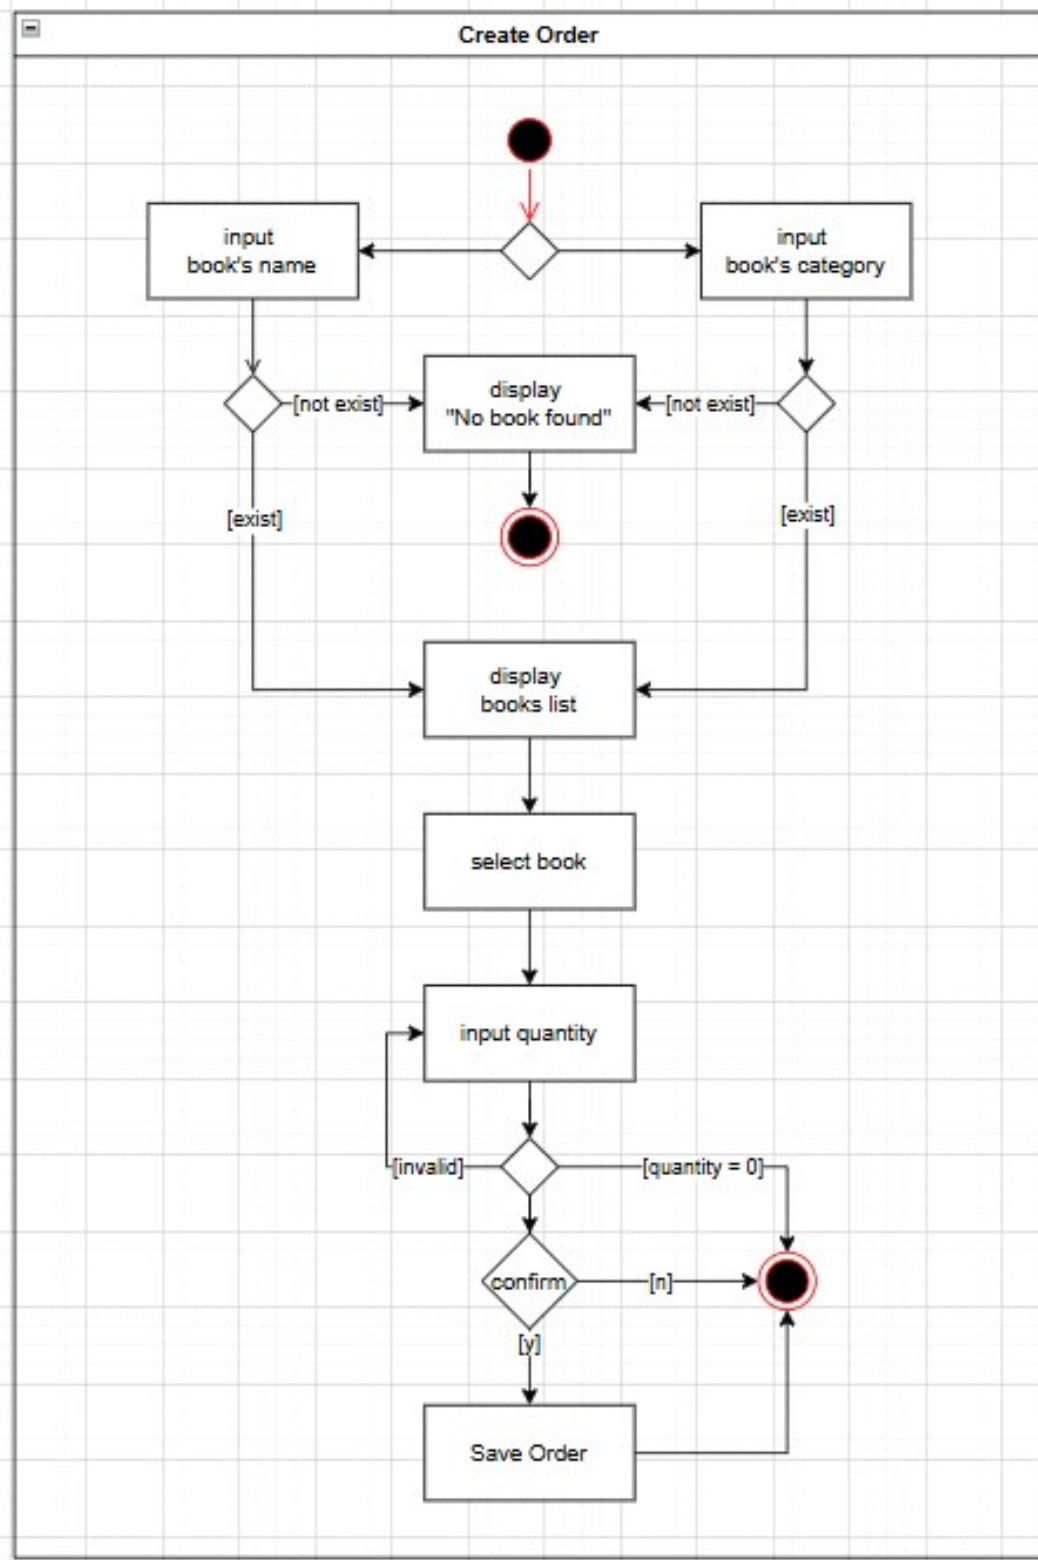 Create Order
input
book's name
input
book's category
[not exist]
display
"No book found"
[not exist]
[exist]
[exist]
display
books list
select book
input quantity
[invalid]
[quantity = 0]
confirm
[n]
[y]
Save Order